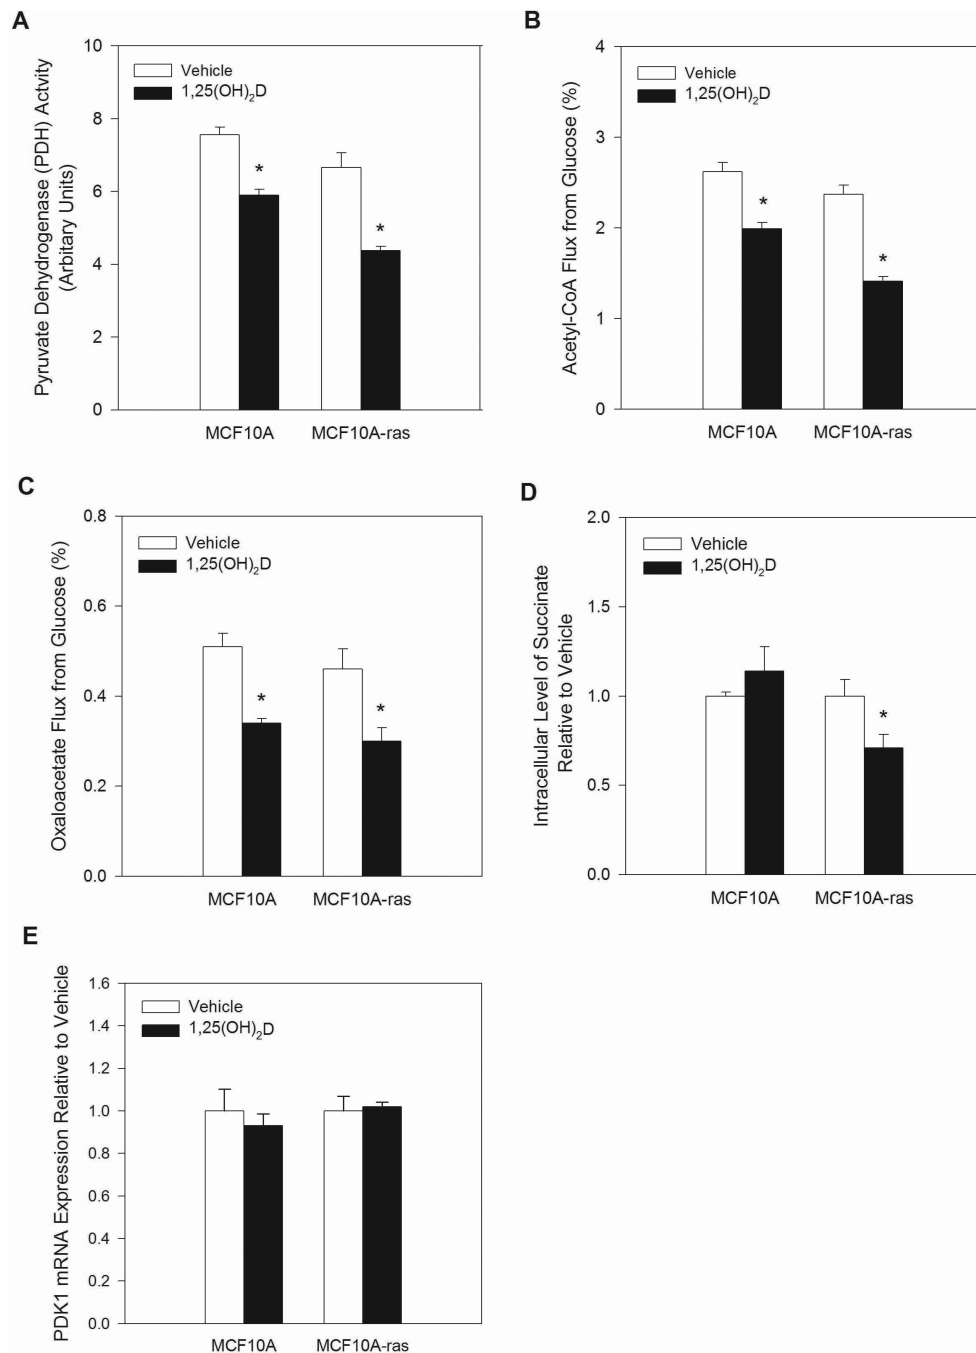 A
Pyruvate Dehydrogenase (PDH) Actvity
(Arbitary Units)
10
8
6
4
2
0
Vehicle
1,25(OH)₂D
*
*
MCF10A
MCF10A-ras
B
Acetyl-CoA Flux from Glucose (%)
4
3
2
1
0
Vehicle
1,25(OH)₂D
*
*
MCF10A
MCF10A-ras
C
Oxaloacetate Flux from Glucose (%)
0.8
0.6
0.4
0.2
0.0
Vehicle
1,25(OH)₂D
*
*
MCF10A
MCF10A-ras
D
Intracellular Level of Succinate
Relative to Vehicle
2.0
1.5
1.0
0.5
0.0
Vehicle
1,25(OH)₂D
*
MCF10A
MCF10A-ras
E
PDK1 mRNA Expression Relative to Vehicle
1.6
1.4
1.2
1.0
0.8
0.6
0.4
0.2
0.0
Vehicle
1,25(OH)₂D
MCF10A
MCF10A-ras